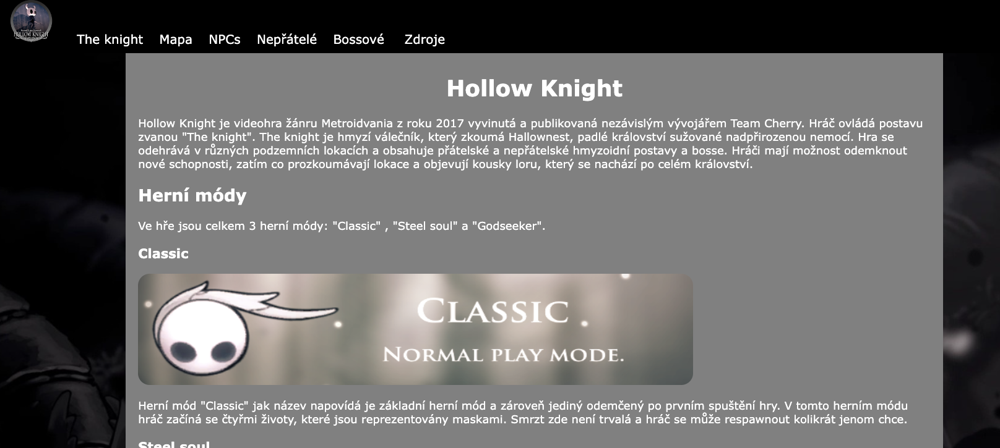 HOLLOW KNIGHT
The knight Mapa NPCs Nepřátelé Bossové Zdroje
Hollow Knight
Hollow Knight je videohra žánru Metroidvania z roku 2017 vyvinutá a publikovaná nezávislým vývojářem Team Cherry. Hráč ovládá postavu
zvanou "The knight". The knight je hmyzí válečník, který zkoumá Hallownest, padlé království sužované nadpřirozenou nemocí. Hra se
odehrává v různých podzemních lokacích a obsahuje přátelské a nepřátelské hmyzoidní postavy a bosse. Hráči mají možnost odemknout
nové schopnosti, zatím co prozkoumávají lokace a objevují kousky loru, který se nachází po celém království.
Herní módy
Ve hře jsou celkem 3 herní módy: "Classic" , "Steel soul" a "Godseeker".
Classic
CLASSIC
NORMAL PLAY MODE.
Herní mód "Classic" jak název napovídá je základní herní mód a zároveň jediný odemčený po prvním spuštění hry. V tomto herním módu
hráč začíná se čtyřmi životy, které jsou reprezentovány maskami. Smrzt zde není trvalá a hráč se může respawnout kolikrát jenom chce.
Steel soul